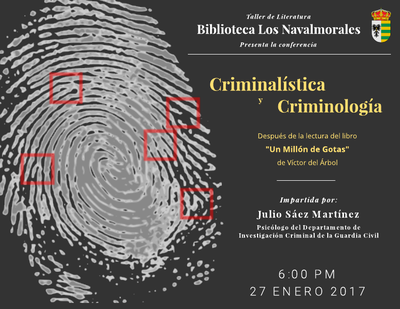 Taller de Literatura
Biblioteca Los Navalmorales
Presenta la conferencia
Criminalística
y
Criminología
Después de la lectura del libro
"Un Millón de Gotas"
de Víctor del Árbol
Impartida por:
Julio Sáez Martínez
Psicólogo del Departamento de
Investigación Criminal de la Guardia Civil
6:00 PM
27 ENERO 2017